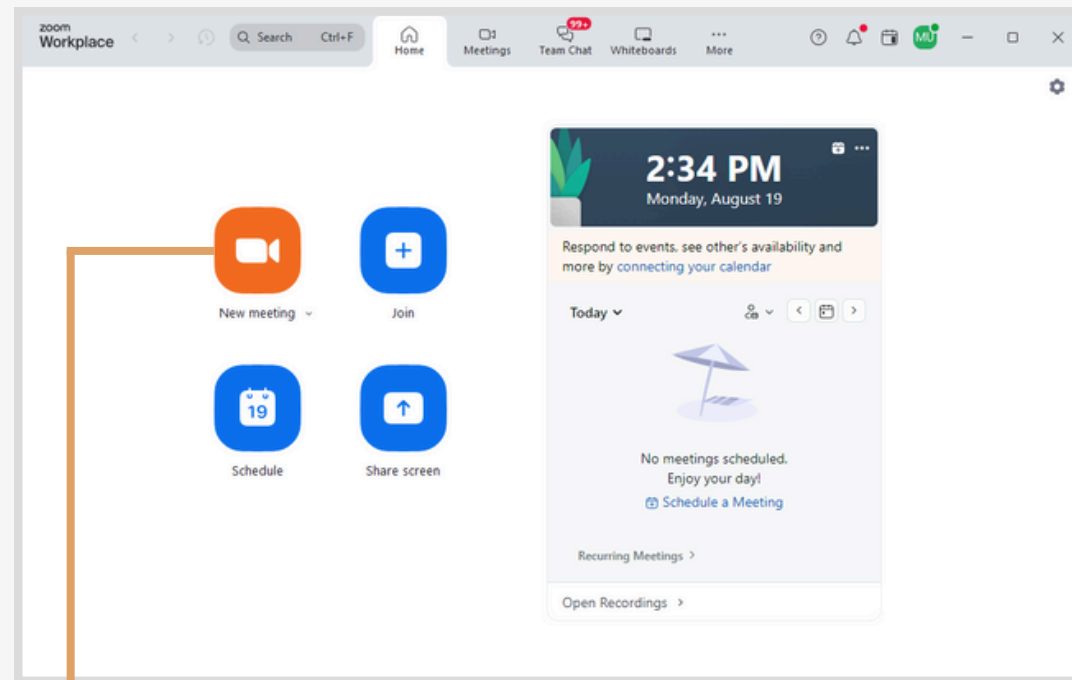 zoom
Workplace
Search Ctrl+F
Home
Meetings
99+
Team Chat
Whiteboards
More
MU
2:34 PM
Monday, August 19
Respond to events, see other's availability and
more by connecting your calendar
New meeting
Join
Today
19
Schedule
Share screen
No meetings scheduled.
Enjoy your day!
Schedule a Meeting
Recurring Meetings >
Open Recordings >